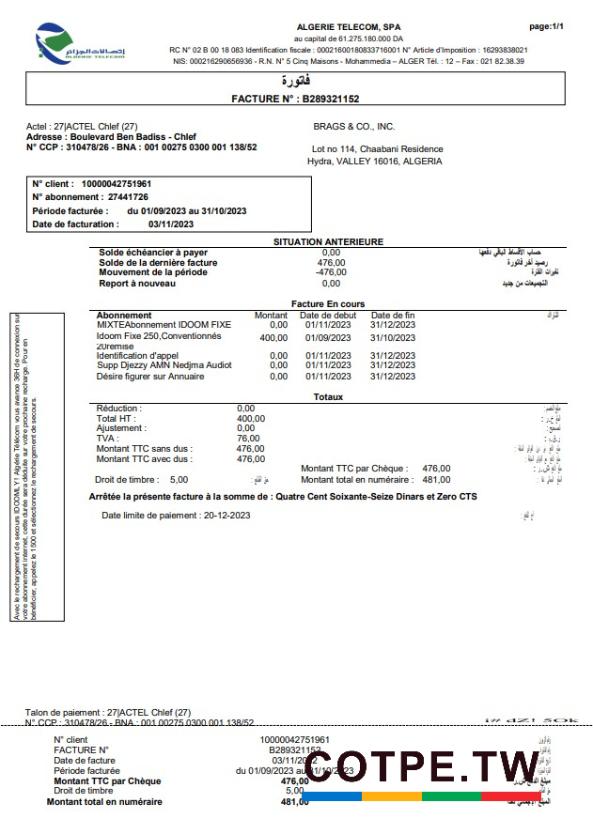 اتصالات الجزائر
ALGERIE TELECOM
ALGERIE TELECOM, SPA
page:1/1
au capital de 61.275.180.000 DA
RC N° 02 B 00 18 083 Identification fiscale : 00021600180833716001 N° Article d'Imposition : 16293838021
NIS: 000216290656936 - R.N. N° 5 Cinq Maisons - Mohammedia – ALGER Tél. : 12 – Fax : 021 82.38.39
فاتورة
FACTURE N° : B289321152
Actel : 27|ACTEL Chlef (27)
Adresse : Boulevard Ben Badiss - Chlef
N° CCP : 310478/26 - BNA : 001 00275 0300 001 138/52
BRAGS & CO., INC.
Lot no 114, Chaabani Residence
Hydra, VALLEY 16016, ALGERIA
N° client : 10000042751961
N° abonnement : 27441726
Période facturée : du 01/09/2023 au 31/10/2023
Date de facturation : 03/11/2023
SITUATION ANTERIEURE
Solde échéancier à payer 0,00 حساب الأقساط الباقي دفعها
Solde de la dernière facture 476,00 رصيد آخر فاتورة
Mouvement de la période -476,00 تغيرات الفترة
Report à nouveau 0,00 التجميعات من جديد
Facture En cours
Abonnement Montant Date de debut Date de fin
MIXTEAbonnement IDOOM FIXE 0,00 01/11/2023 31/12/2023
Idoom Fixe 250,Conventionnés 400,00 01/09/2023 31/10/2023
20remise
Identification d'appel 0,00 01/11/2023 31/12/2023
Supp Djezzy AMN Nedjma Audiot 0,00 01/11/2023 31/12/2023
Désire figurer sur Annuaire 0,00 01/11/2023 31/12/2023
Totaux
Réduction : 0,00
Total HT : 400,00
Ajustement : 0,00
TVA : 76,00
Montant TTC sans dus : 476,00
Montant TTC avec dus : 476,00
Montant TTC par Chèque : 476,00
Droit de timbre : 5,00 Montant total en numéraire : 481,00
Arrêtée la présente facture à la somme de : Quatre Cent Soixante-Seize Dinars et Zero CTS
Date limite de paiement : 20-12-2023
Avec le rechargement de secours IDOOMLY ! Algérie Télécom vous avance 36H de connexion sur
votre abonnement internet, cette durée sera déduite sur votre prochaine recharge. Pour en
bénéficier, appelez le 1500 et sélectionnez le rechargement de secours.
Talon de paiement : 27|ACTEL Chlef (27)
N° CCP : 310478/26 - BNA : 001 00275 0300 001 138/52
N° client 10000042751961
FACTURE N° B289321152
Date de facture 03/11/202
Période facturée du 01/09/2023 au 31/10/2023
Montant TTC par Chèque 476,00
Droit de timbre 5,00
Montant total en numéraire 481,00
COTPE.TW